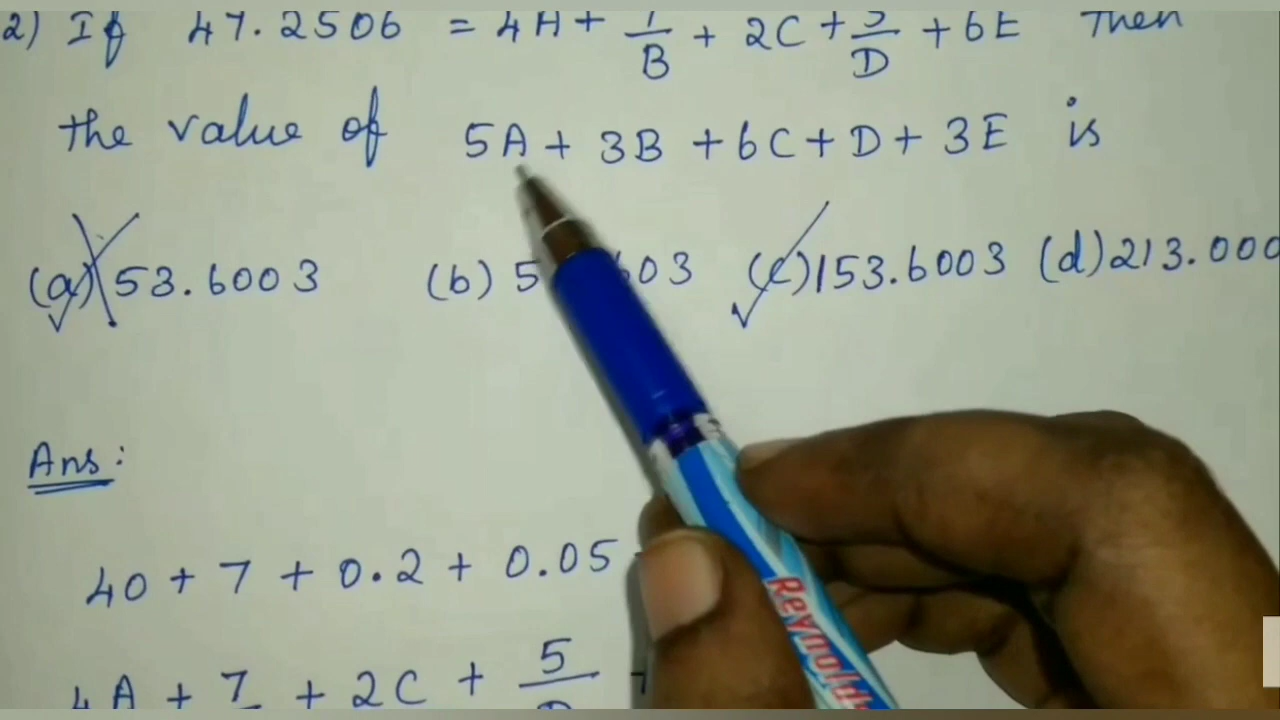 2) If 47.2506 = 4A + 7/B + 2C + 5/D + 6E Then
the value of 5A + 3B + 6C + D + 3E is
(a) 53.6003 (b) 5 603 (c) 153.6003 (d) 213.000
Ans:
40 + 7 + 0.2 + 0.05
4A + 7 + 2C + 5/D
Reynolds